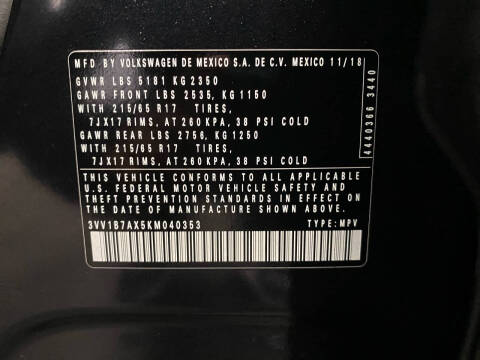 MFD BY VOLKSWAGEN DE MEXICO S.A. DE C.V. MEXICO 11/18
GVWR LBS 5181 KG 2350
GAWR FRONT LBS 2535, KG 1150
WITH 215/65 R17 TIRES,
7JX17 RIMS, AT 260 KPA, 38 PSI COLD
GAWR REAR LBS 2756, KG 1250
WITH 215/65 R17 TIRES,
7JX17 RIMS, AT 260 KPA, 38 PSI COLD
THIS VEHICLE CONFORMS TO ALL APPLICABLE
U.S. FEDERAL MOTOR VEHICLE SAFETY AND
THEFT PREVENTION STANDARDS IN EFFECT ON
THE DATE OF MANUFACTURE SHOWN ABOVE
3VV1B7AX5KM040353 TYPE: MPV
4440366 3440